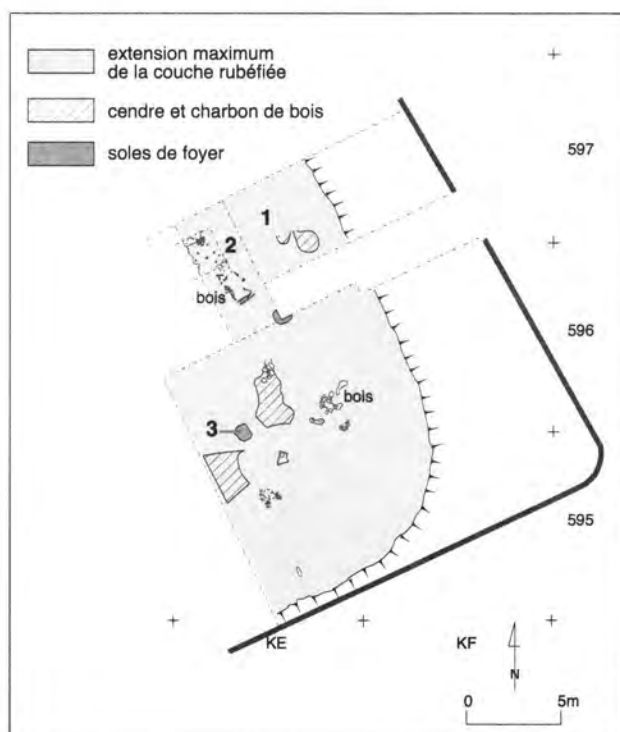 extension maximum
de la couche rubéfiée
cendre et charbon de bois
soles de foyer
597
1
2
bois
596
bois
3
595
KE
KF
N
0 5m